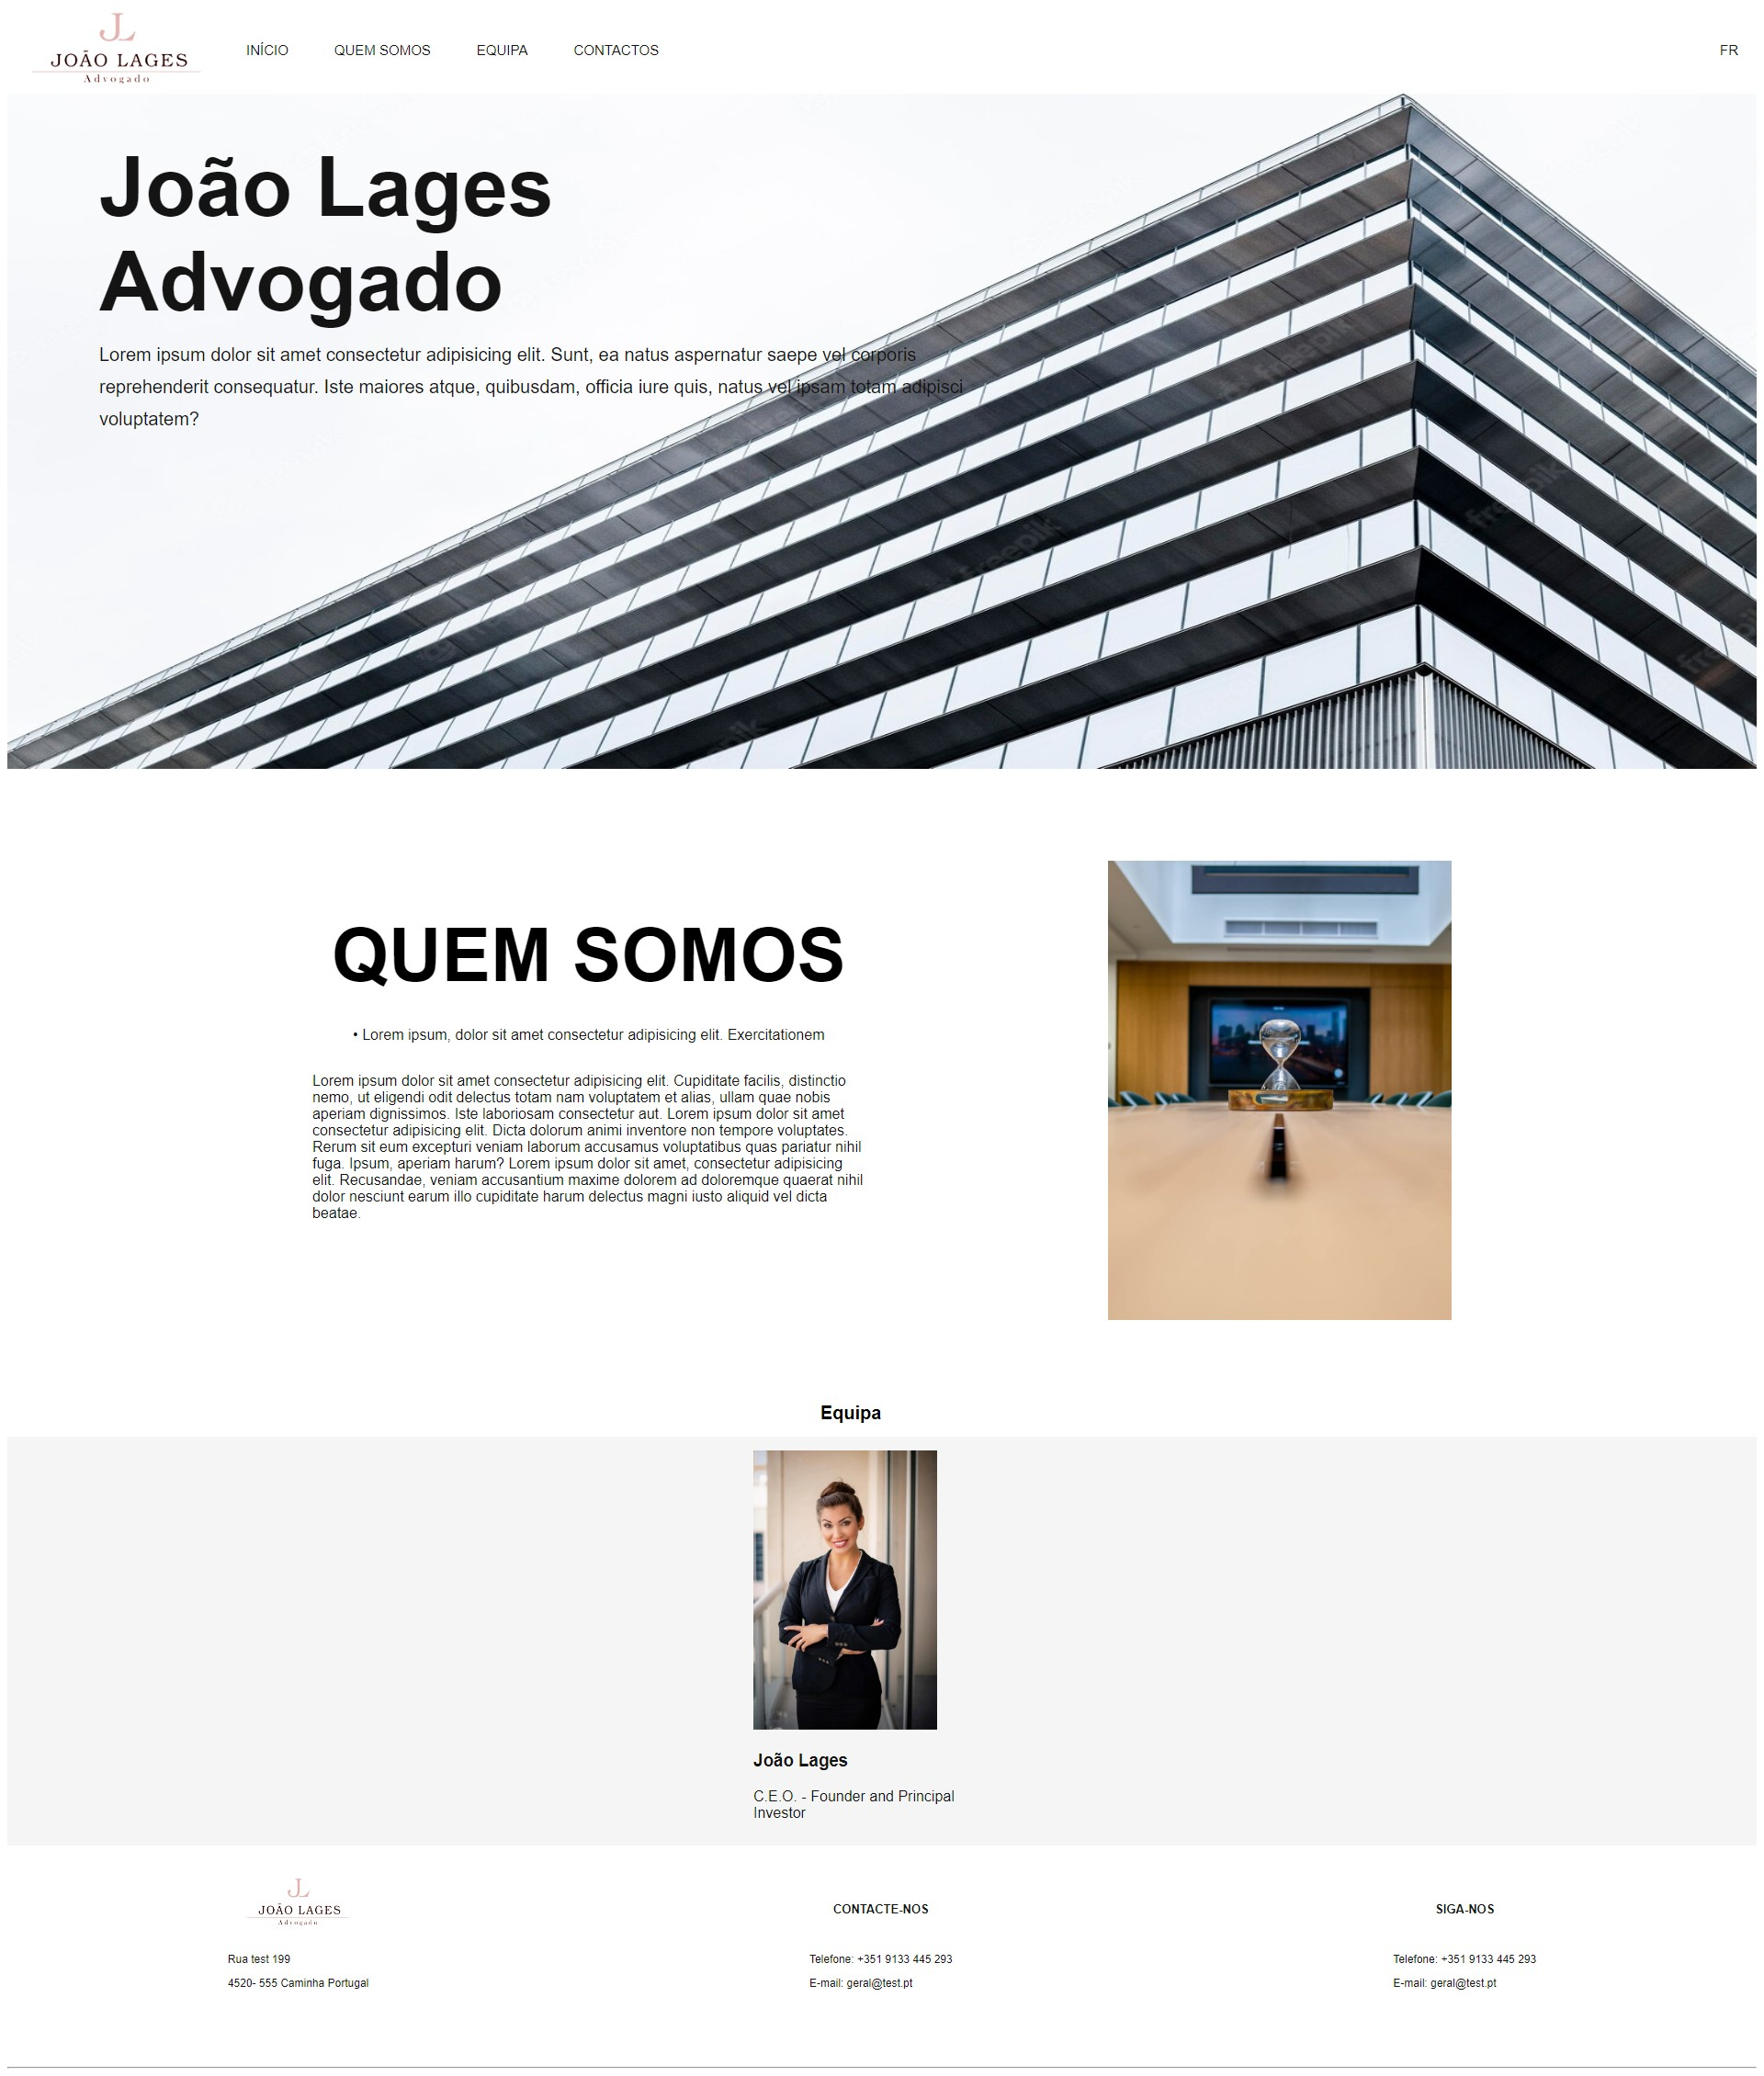 JL
JOÃO LAGES
Advogado
INÍCIO QUEM SOMOS EQUIPA CONTACTOS FR
João Lages
Advogado
Lorem ipsum dolor sit amet consectetur adipisicing elit. Sunt, ea natus aspernatur saepe vel corporis
reprehenderit consequatur. Iste maiores atque, quibusdam, officia iure quis, natus vel ipsam totam adipisci
voluptatem?
freepik
QUEM SOMOS
• Lorem ipsum, dolor sit amet consectetur adipisicing elit. Exercitationem
Lorem ipsum dolor sit amet consectetur adipisicing elit. Cupiditate facilis, distinctio
nemo, ut eligendi odit delectus totam nam voluptatem et alias, ullam quae nobis
aperiam dignissimos. Iste laboriosam consectetur aut. Lorem ipsum dolor sit amet
consectetur adipisicing elit. Dicta dolorum animi inventore non tempore voluptates.
Rerum sit eum excepturi veniam laborum accusamus voluptatibus quas pariatur nihil
fuga. Ipsum, aperiam harum? Lorem ipsum dolor sit amet, consectetur adipisicing
elit. Recusandae, veniam accusantium maxime dolorem ad doloremque quaerat nihil
dolor nesciunt earum illo cupiditate harum delectus magni iusto aliquid vel dicta
beatae.
Equipa
João Lages
C.E.O. - Founder and Principal
Investor
JL
JOÃO LAGES
Advogado
Rua test 199
4520- 555 Caminha Portugal
CONTACTE-NOS
Telefone: +351 9133 445 293
E-mail: geral@test.pt
SIGA-NOS
Telefone: +351 9133 445 293
E-mail: geral@test.pt